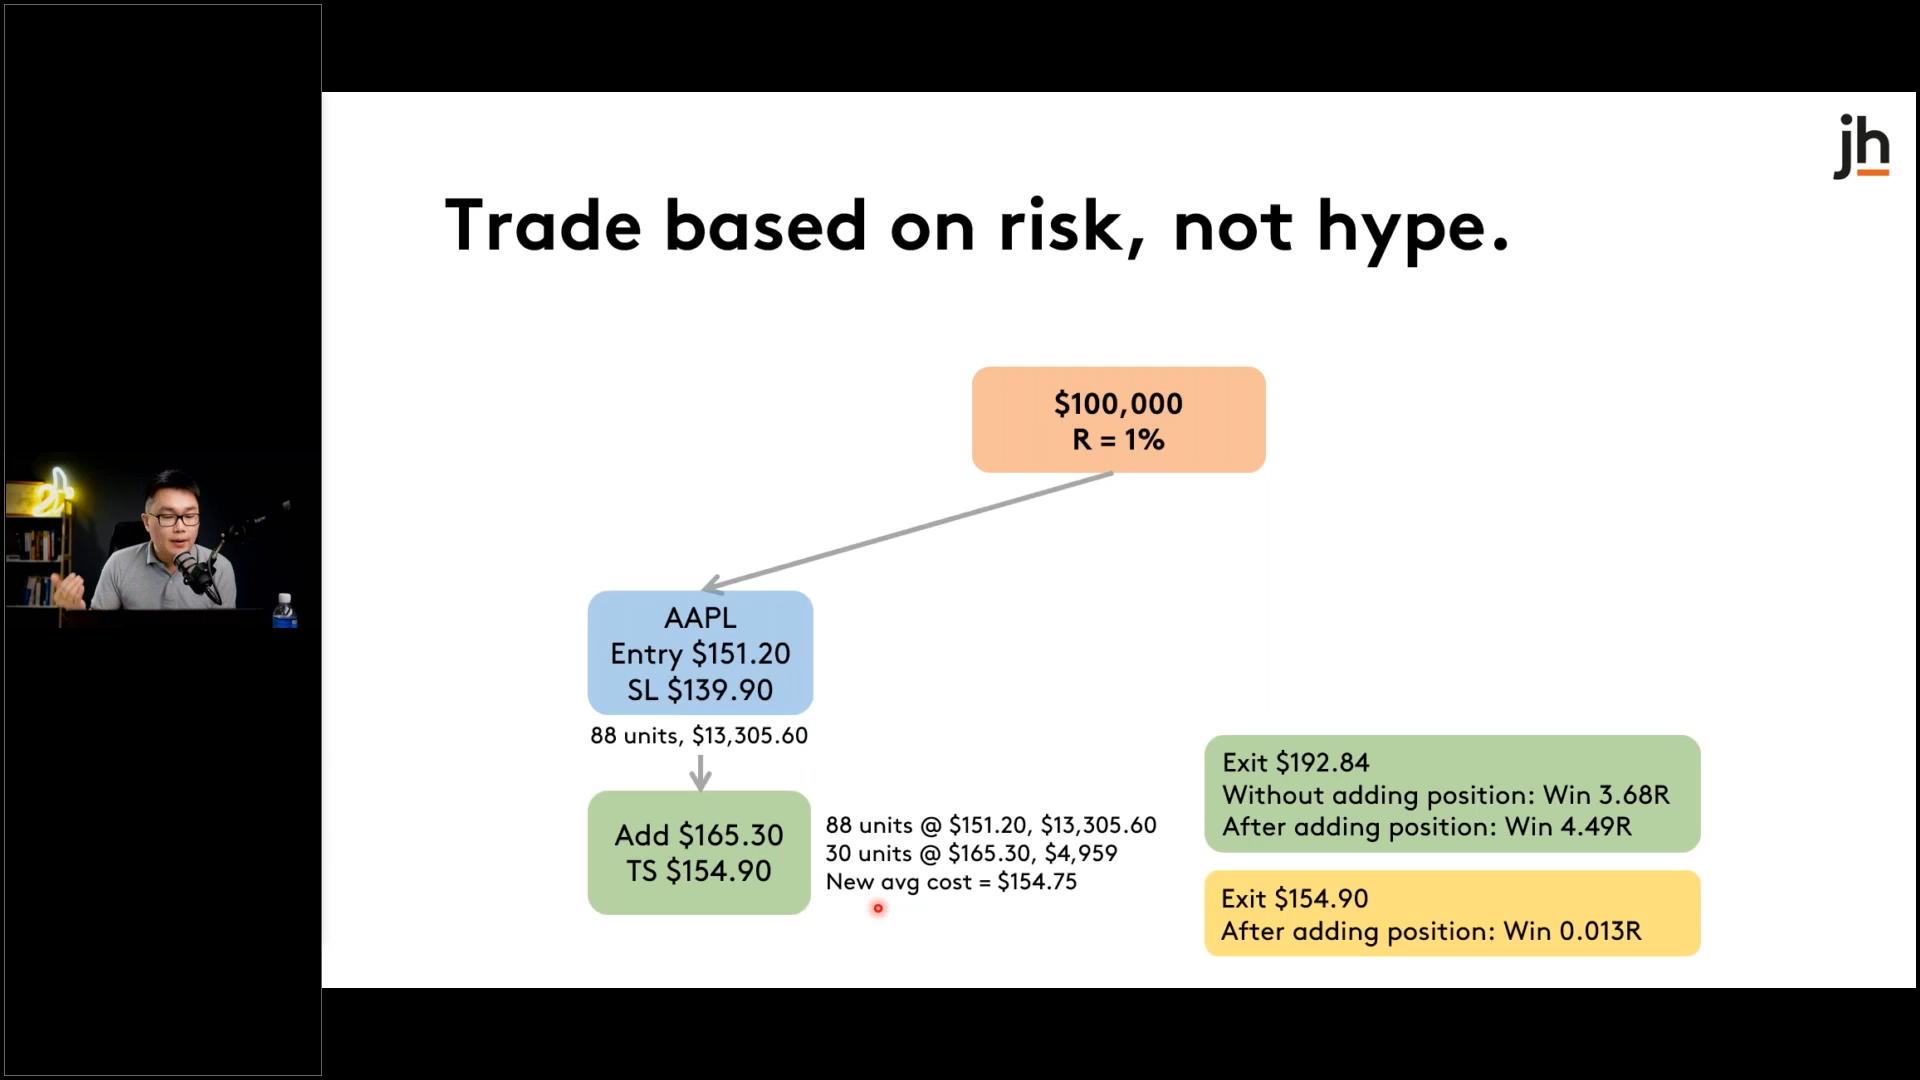 jh
Trade based on risk, not hype.
$100,000
R = 1%
AAPL
Entry $151.20
SL $139.90
88 units, $13,305.60
Add $165.30
TS $154.90
88 units @ $151.20, $13,305.60
30 units @ $165.30, $4,959
New avg cost = $154.75
Exit $192.84
Without adding position: Win 3.68R
After adding position: Win 4.49R
Exit $154.90
After adding position: Win 0.013R